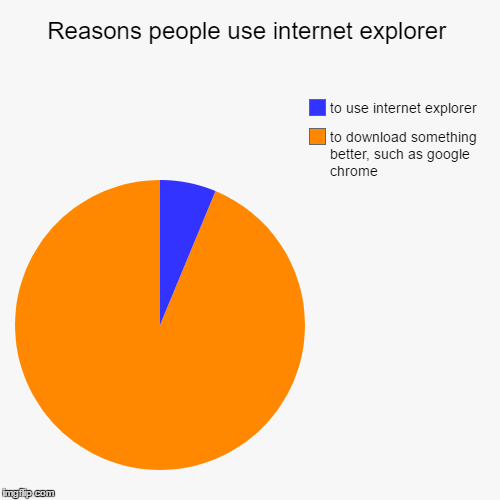 Reasons people use internet explorer
to use internet explorer
to download something
better, such as google
chrome
imgflip.com